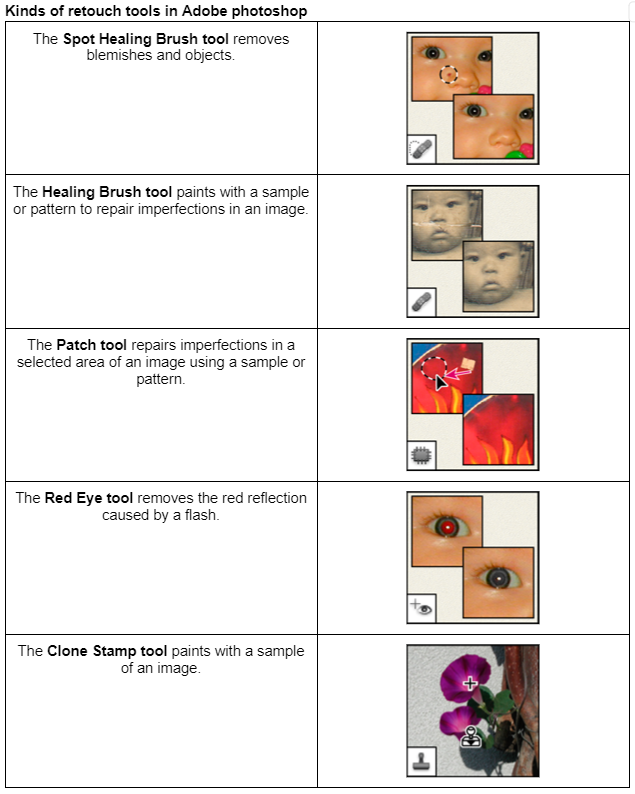 Kinds of retouch tools in Adobe photoshop
The Spot Healing Brush tool removes
blemishes and objects.
The Healing Brush tool paints with a sample
or pattern to repair imperfections in an image.
The Patch tool repairs imperfections in a
selected area of an image using a sample or
pattern.
The Red Eye tool removes the red reflection
caused by a flash.
The Clone Stamp tool paints with a sample
of an image.